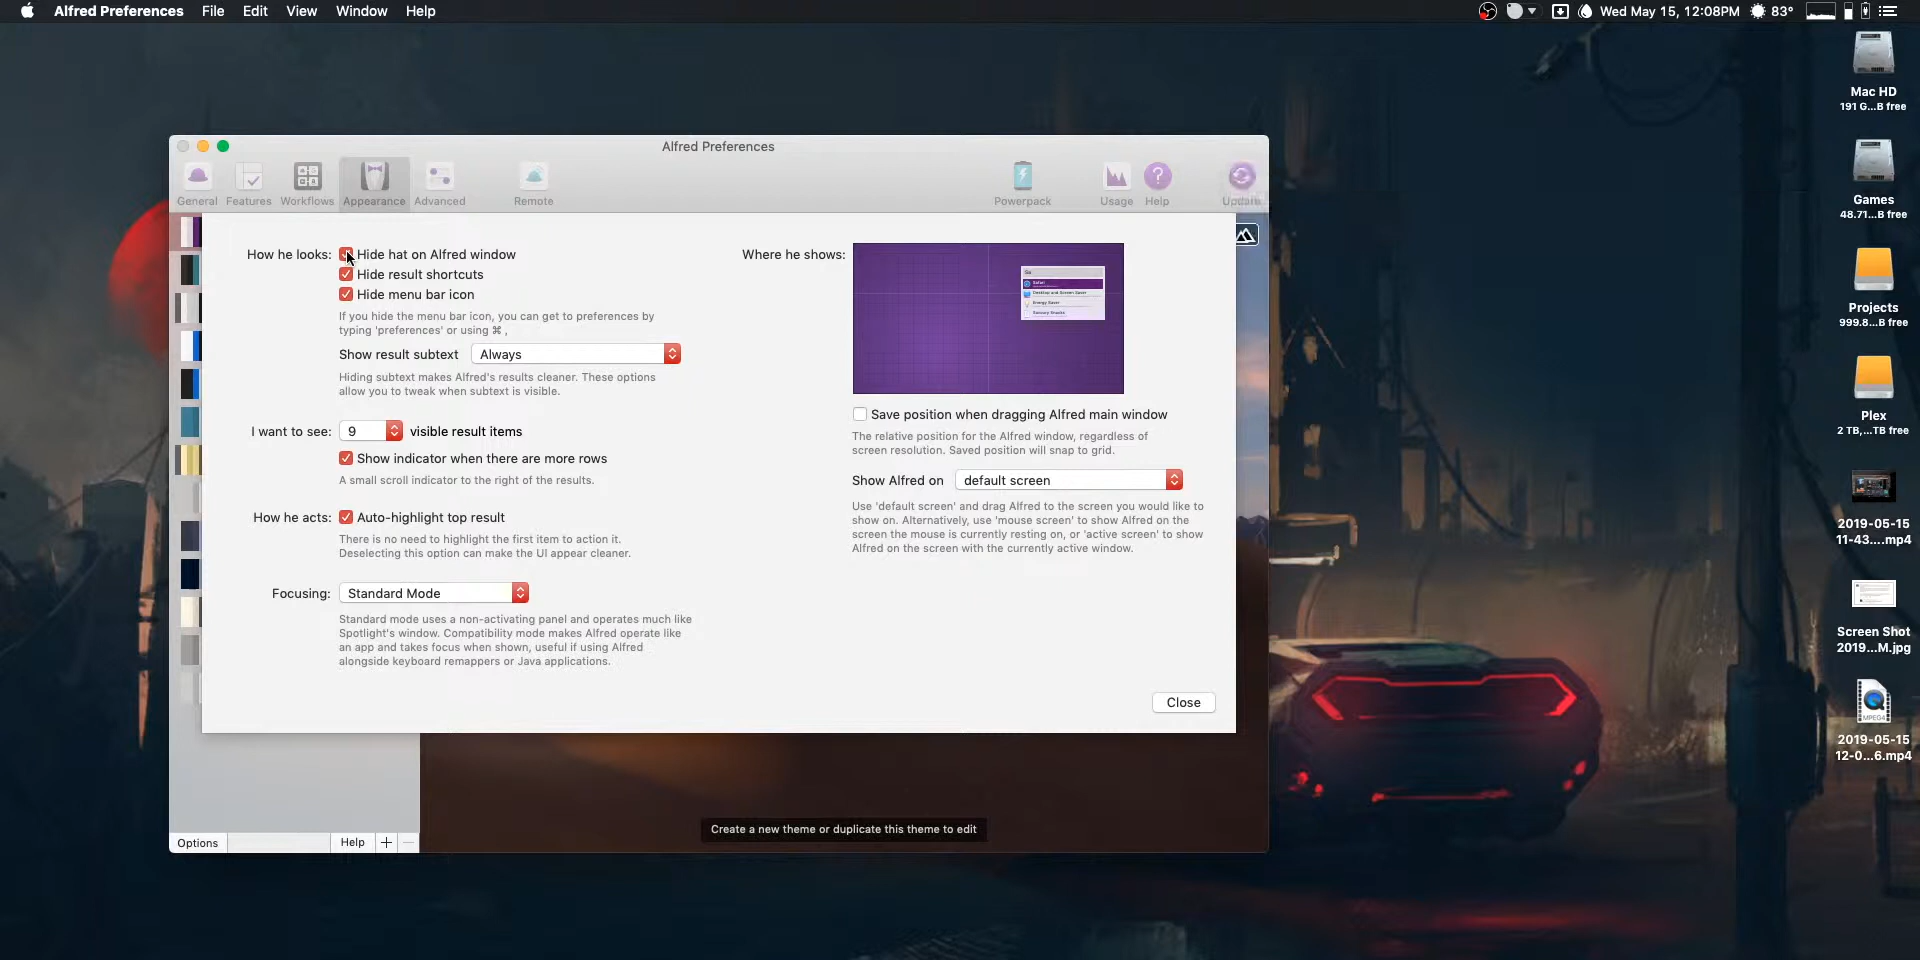 Alfred Preferences File Edit View Window Help
Wed May 15, 12:08PM 83°
Mac HD
191 G...B free
Games
48.71...B free
Projects
999.8...B free
Plex
2 TB,...TB free
2019-05-15
11-43....mp4
Screen Shot
2019...M.jpg
MPEG4
2019-05-15
12-0...6.mp4
Alfred Preferences
General Features Workflows Appearance Advanced Remote Powerpack Usage Help Update
How he looks: Hide hat on Alfred window
Hide result shortcuts
Hide menu bar icon
If you hide the menu bar icon, you can get to preferences by
typing 'preferences' or using ⌘ ,
Show result subtext Always
Hiding subtext makes Alfred's results cleaner. These options
allow you to tweak when subtext is visible.
I want to see: 9 visible result items
Show indicator when there are more rows
A small scroll indicator to the right of the results.
How he acts: Auto-highlight top result
There is no need to highlight the first item to action it.
Deselecting this option can make the UI appear cleaner.
Focusing: Standard Mode
Standard mode uses a non-activating panel and operates much like
Spotlight's window. Compatibility mode makes Alfred operate like
an app and takes focus when shown, useful if using Alfred
alongside keyboard remappers or Java applications.
Where he shows:
Safari
Desktop and Screen Saver
Energy Saver
Save position when dragging Alfred main window
The relative position for the Alfred window, regardless of
screen resolution. Saved position will snap to grid.
Show Alfred on default screen
Use 'default screen' and drag Alfred to the screen you would like to
show on. Alternatively, use 'mouse screen' to show Alfred on the
screen the mouse is currently resting on, or 'active screen' to show
Alfred on the screen with the currently active window.
Close
Create a new theme or duplicate this theme to edit
Options Help + −